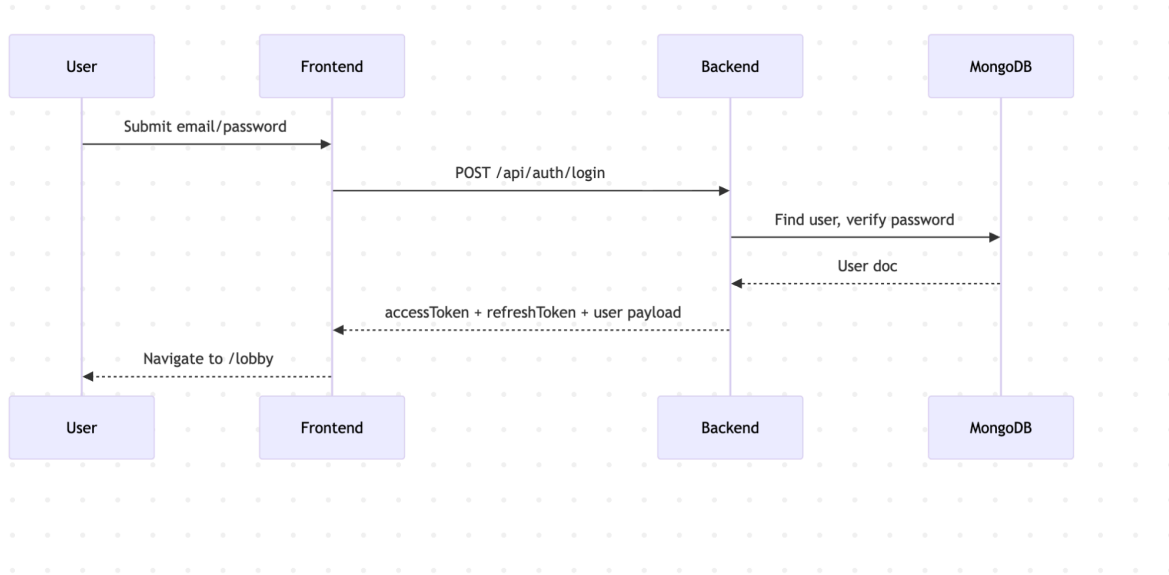 User
Frontend
Backend
MongoDB
Submit email/password
POST /api/auth/login
Find user, verify password
User doc
accessToken + refreshToken + user payload
Navigate to /lobby
User
Frontend
Backend
MongoDB